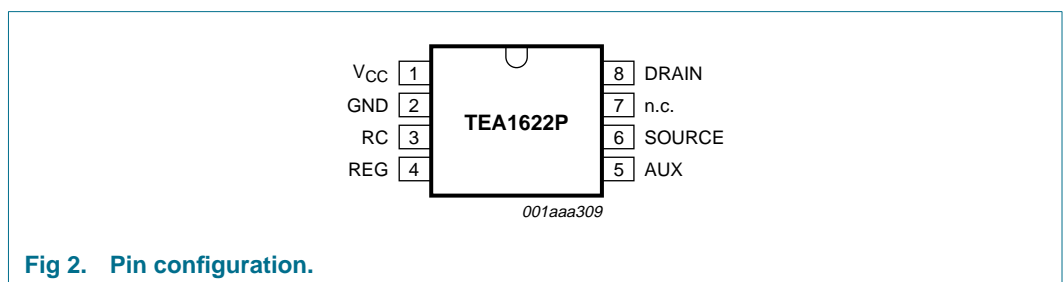 VCC 1 8 DRAIN
GND 2 7 n.c.
TEA1622P
RC 3 6 SOURCE
REG 4 5 AUX
001aaa309
Fig 2. Pin configuration.